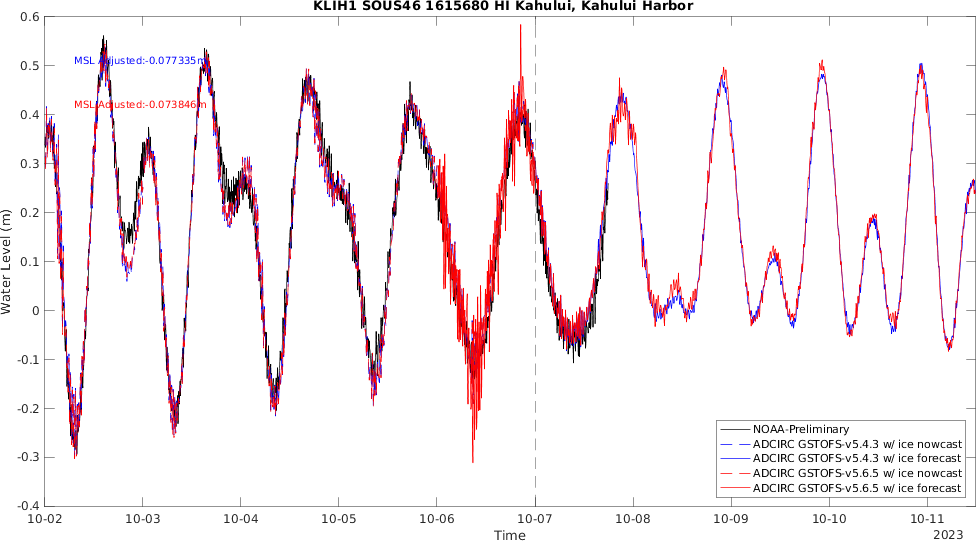 KLIH1 SOUS46 1615680 HI Kahului, Kahului Harbor
0.6
0.5
0.4
0.3
0.2
0.1
0
-0.1
-0.2
-0.3
-0.4
Water Level (m)
MSL Adjusted:-0.077335m
MSL Adjusted:-0.073846m
NOAA-Preliminary
ADCIRC GSTOFS-v5.4.3 w/ ice nowcast
ADCIRC GSTOFS-v5.4.3 w/ ice forecast
ADCIRC GSTOFS-v5.6.5 w/ ice nowcast
ADCIRC GSTOFS-v5.6.5 w/ ice forecast
10-02 10-03 10-04 10-05 10-06 10-07 10-08 10-09 10-10 10-11
Time
2023